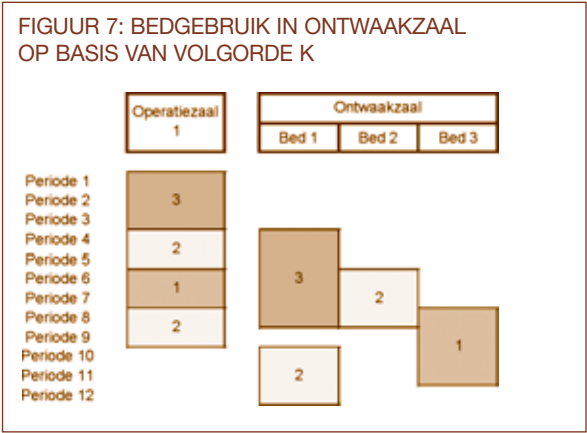 FIGUUR 7: BEDGEBRUIK IN ONTWAAKZAAL
OP BASIS VAN VOLGORDE K
Operatiezaal
1
Ontwaakzaal
Bed 1
Bed 2
Bed 3
Periode 1
Periode 2
Periode 3
Periode 4
Periode 5
Periode 6
Periode 7
Periode 8
Periode 9
Periode 10
Periode 11
Periode 12
3
2
1
2
3
2
2
1